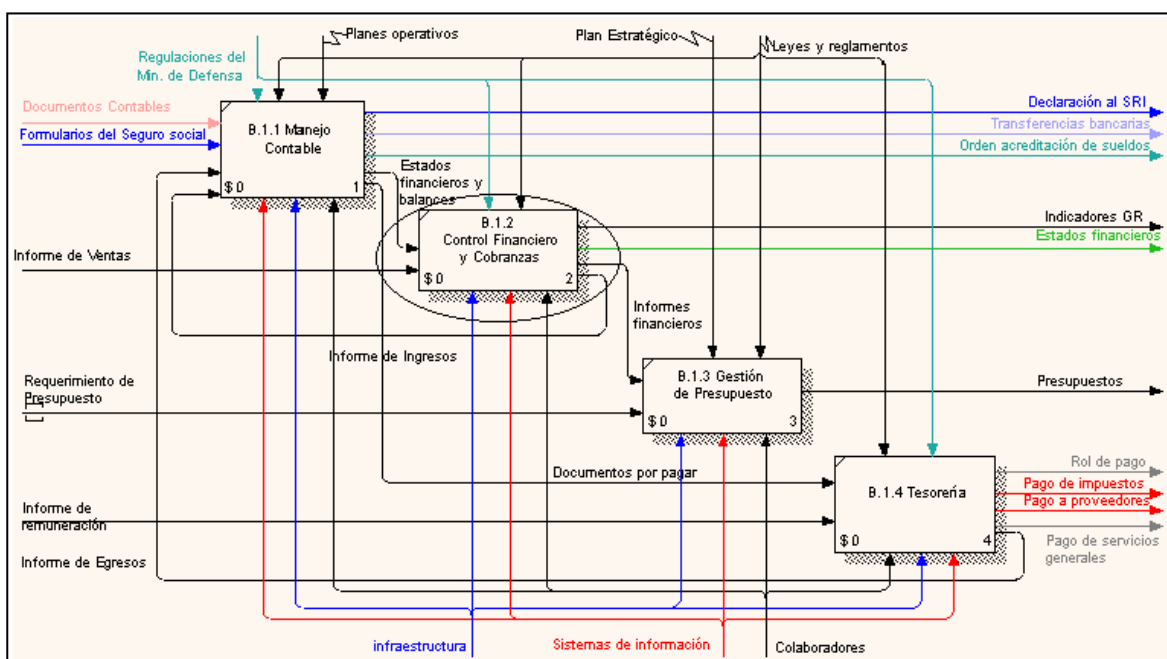 Planes operativos
Plan Estratégico
Leyes y reglamentos
Regulaciones del
Min. de Defensa
Documentos Contables
Formularios del Seguro social
B.1.1 Manejo
Contable
$ 0
1
Declaración al SRI
Transferencias bancarias
Orden acreditación de sueldos
Estados
financieros y
balances
B.1.2
Control Financiero
y Cobranzas
$ 0
2
Indicadores GR
Estados financieros
Informe de Ventas
Informes
financieros
Informe de Ingresos
Requerimiento de
Presupuesto
B.1.3 Gestión
de Presupuesto
$ 0
3
Presupuestos
Documentos por pagar
B.1.4 Tesorería
$ 0
4
Rol de pago
Pago de impuestos
Pago a proveedores
Pago de servicios
generales
Informe de
remuneración
Informe de Egresos
infraestructura
Sistemas de información
Colaboradores